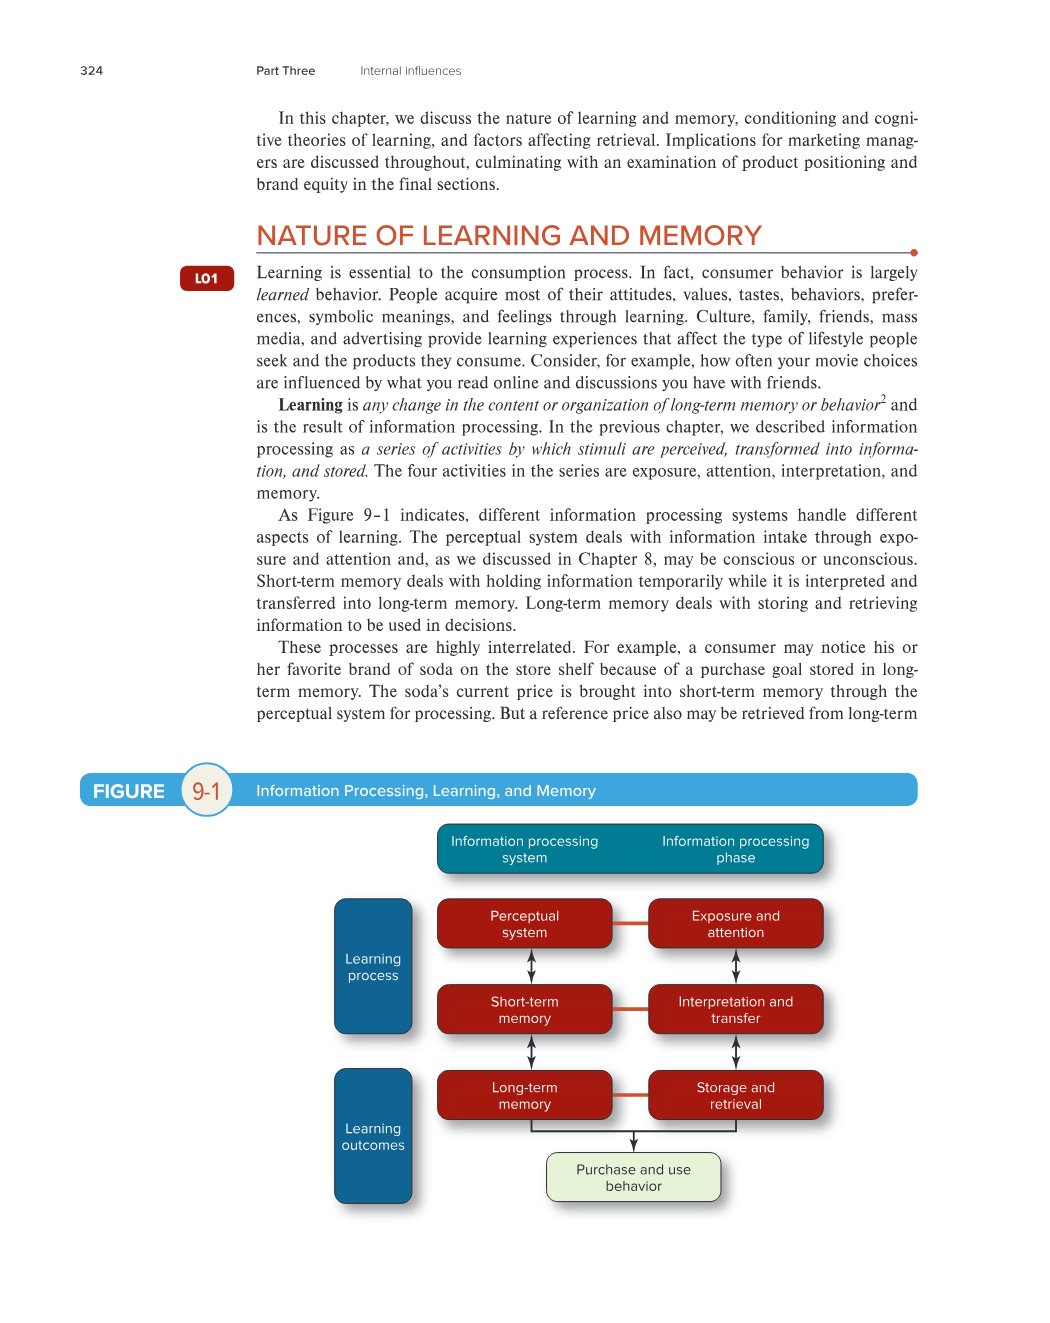 324
Part Three
Internal Influences
In this chapter, we discuss the nature of learning and memory, conditioning and cogni-
tive theories of learning, and factors affecting retrieval. Implications for marketing manag-
ers are discussed throughout, culminating with an examination of product positioning and
brand equity in the final sections.
NATURE OF LEARNING AND MEMORY
LO1
Learning is essential to the consumption process. In fact, consumer behavior is largely
learned behavior. People acquire most of their attitudes, values, tastes, behaviors, prefer-
ences, symbolic meanings, and feelings through learning. Culture, family, friends, mass
media, and advertising provide learning experiences that affect the type of lifestyle people
seek and the products they consume. Consider, for example, how often your movie choices
are influenced by what you read online and discussions you have with friends.
Learning is any change in the content or organization of long-term memory or behavior² and
is the result of information processing. In the previous chapter, we described information
processing as a series of activities by which stimuli are perceived, transformed into informa-
tion, and stored. The four activities in the series are exposure, attention, interpretation, and
memory.
As Figure 9–1 indicates, different information processing systems handle different
aspects of learning. The perceptual system deals with information intake through expo-
sure and attention and, as we discussed in Chapter 8, may be conscious or unconscious.
Short-term memory deals with holding information temporarily while it is interpreted and
transferred into long-term memory. Long-term memory deals with storing and retrieving
information to be used in decisions.
These processes are highly interrelated. For example, a consumer may notice his or
her favorite brand of soda on the store shelf because of a purchase goal stored in long-
term memory. The soda’s current price is brought into short-term memory through the
perceptual system for processing. But a reference price also may be retrieved from long-term
FIGURE 9-1 Information Processing, Learning, and Memory
Information processing
system
Information processing
phase
Learning
process
Perceptual
system
Exposure and
attention
Short-term
memory
Interpretation and
transfer
Learning
outcomes
Long-term
memory
Storage and
retrieval
Purchase and use
behavior